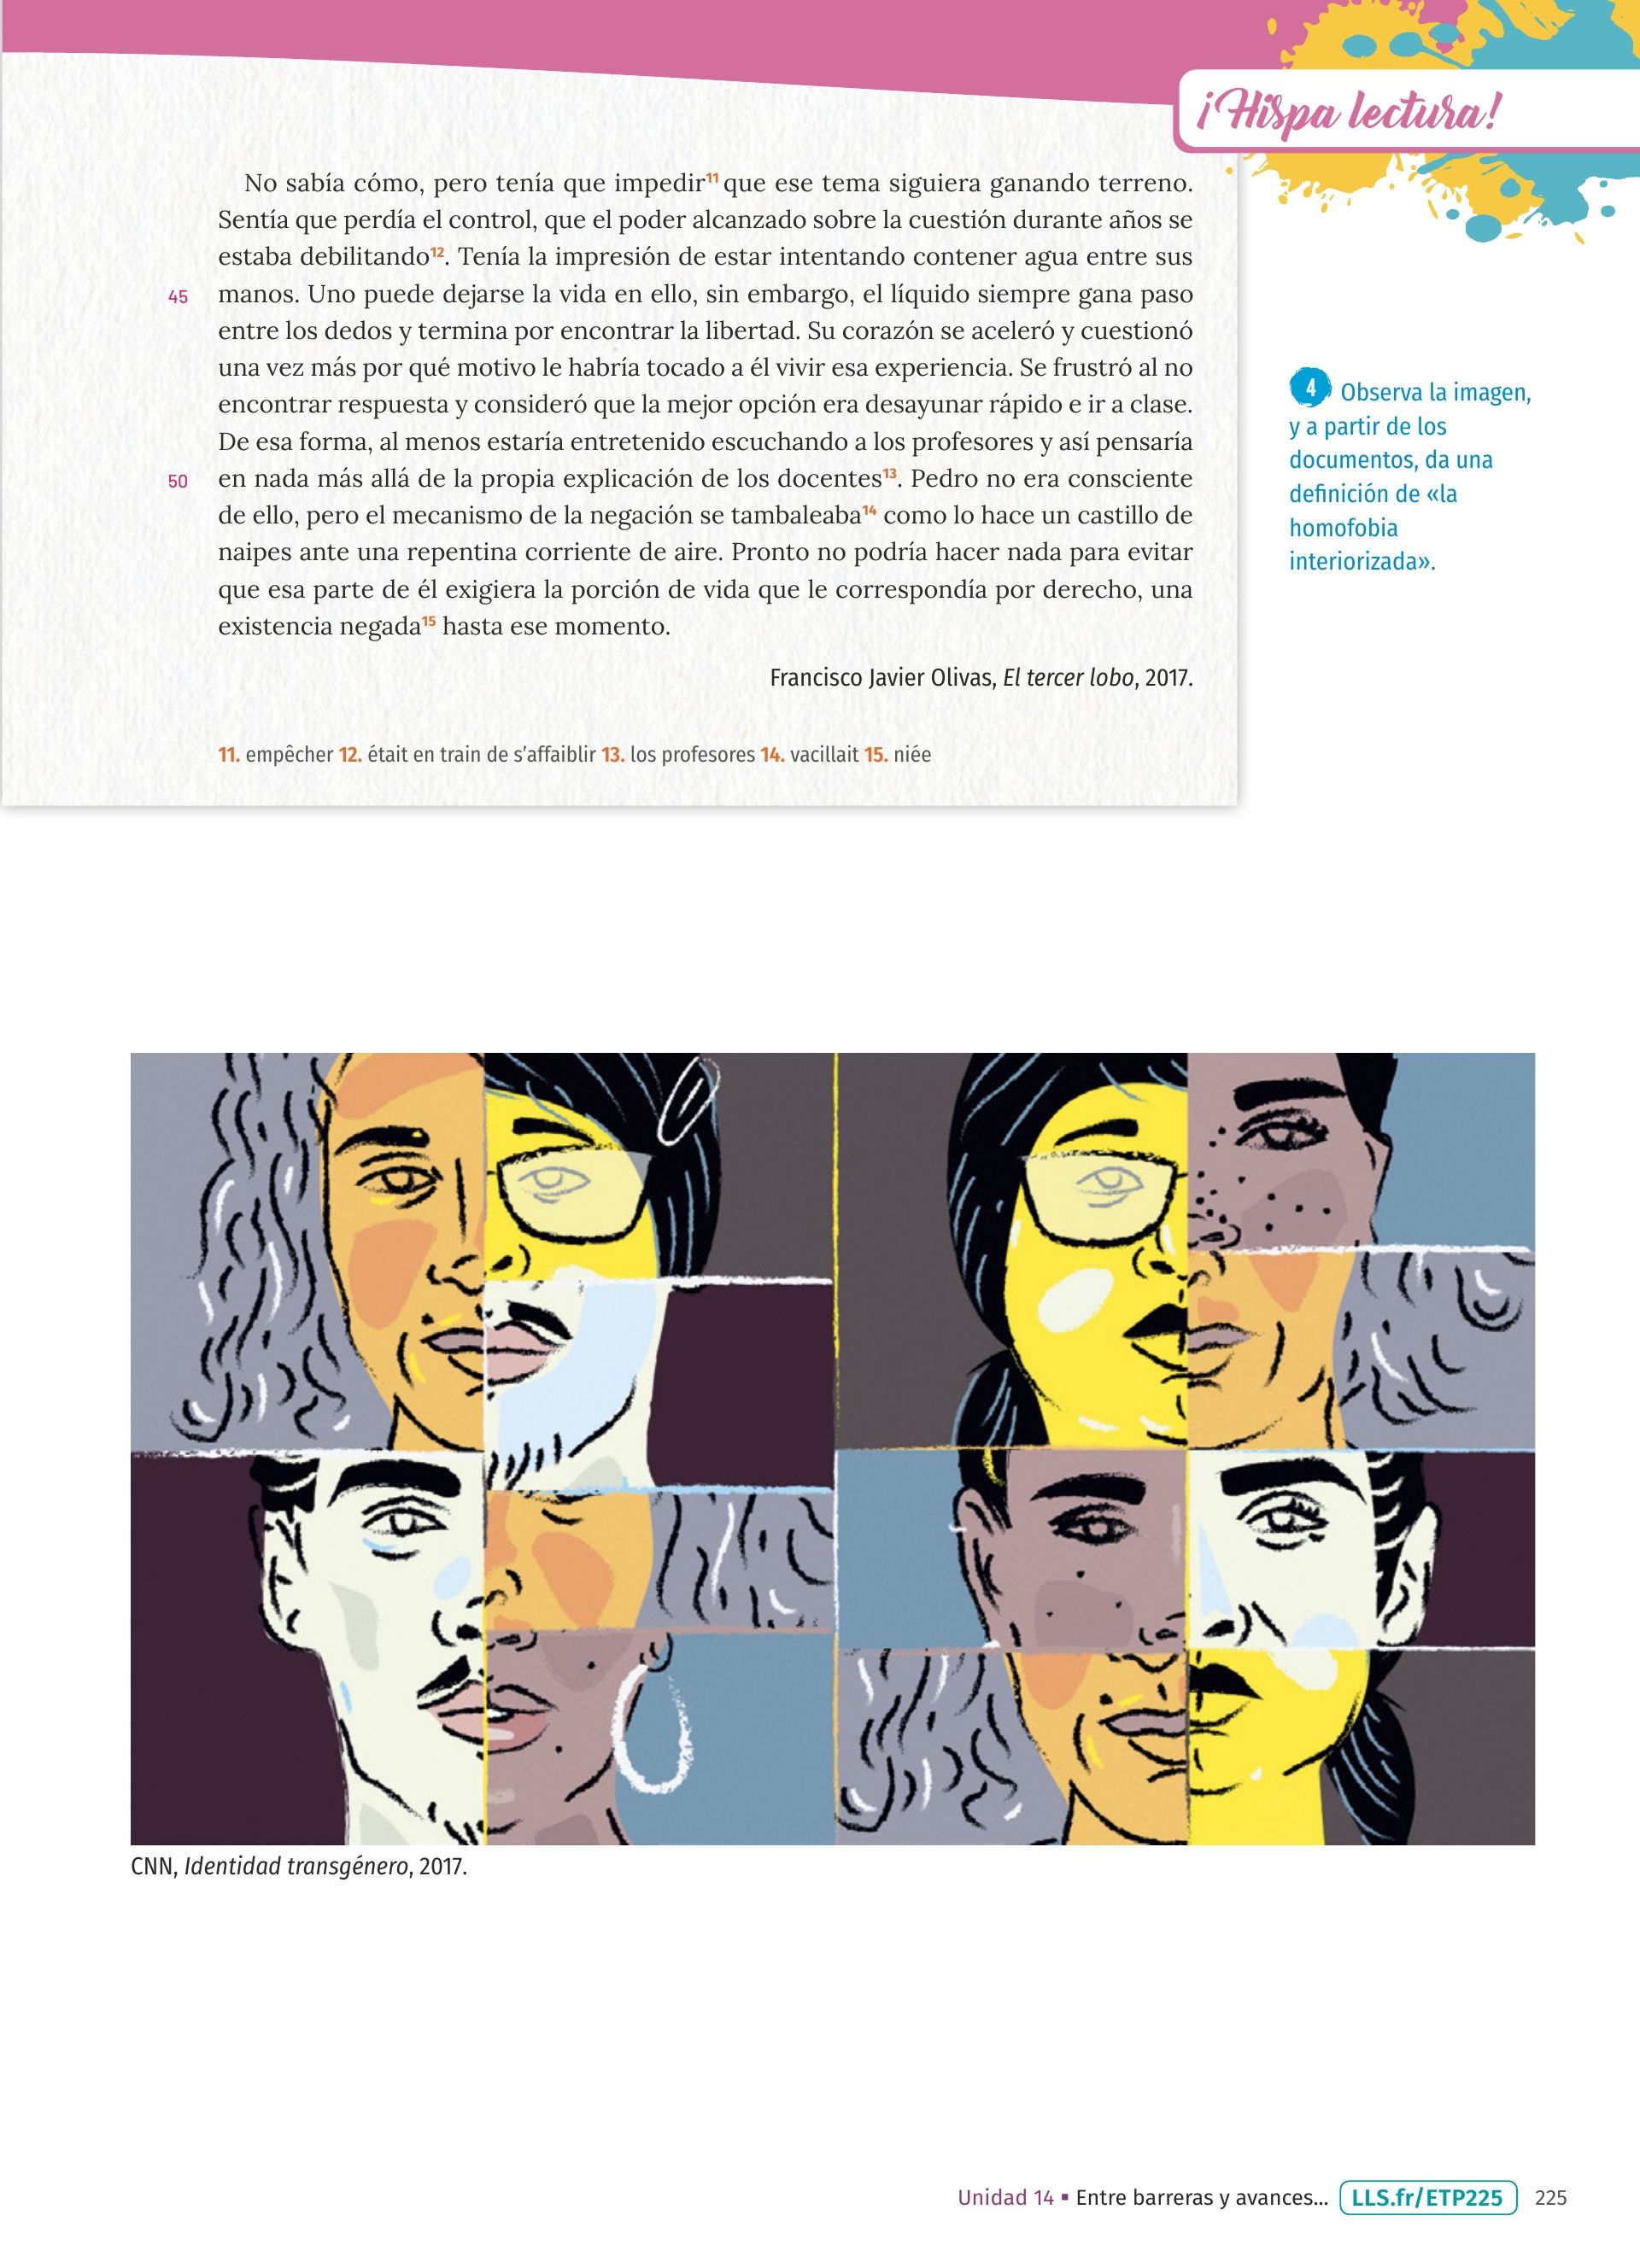 ¡Hispa lectura!
No sabía cómo, pero tenía que impedir11 que ese tema siguiera ganando terreno.
Sentía que perdía el control, que el poder alcanzado sobre la cuestión durante años se
estaba debilitando12. Tenía la impresión de estar intentando contener agua entre sus
45 manos. Uno puede dejarse la vida en ello, sin embargo, el líquido siempre gana paso
entre los dedos y termina por encontrar la libertad. Su corazón se aceleró y cuestionó
una vez más por qué motivo le habría tocado a él vivir esa experiencia. Se frustró al no
encontrar respuesta y consideró que la mejor opción era desayunar rápido e ir a clase.
De esa forma, al menos estaría entretenido escuchando a los profesores y así pensaría
50 en nada más allá de la propia explicación de los docentes13. Pedro no era consciente
de ello, pero el mecanismo de la negación se tambaleaba14 como lo hace un castillo de
naipes ante una repentina corriente de aire. Pronto no podría hacer nada para evitar
que esa parte de él exigiera la porción de vida que le correspondía por derecho, una
existencia negada15 hasta ese momento.
Francisco Javier Olivas, El tercer lobo, 2017.
11. empêcher 12. était en train de s'affaiblir 13. los profesores 14. vacillait 15. niée
4 Observa la imagen,
y a partir de los
documentos, da una
definición de «la
homofobia
interiorizada».
CNN, Identidad transgénero, 2017.
Unidad 14 ▪ Entre barreras y avances... LLS.fr/ETP225 225